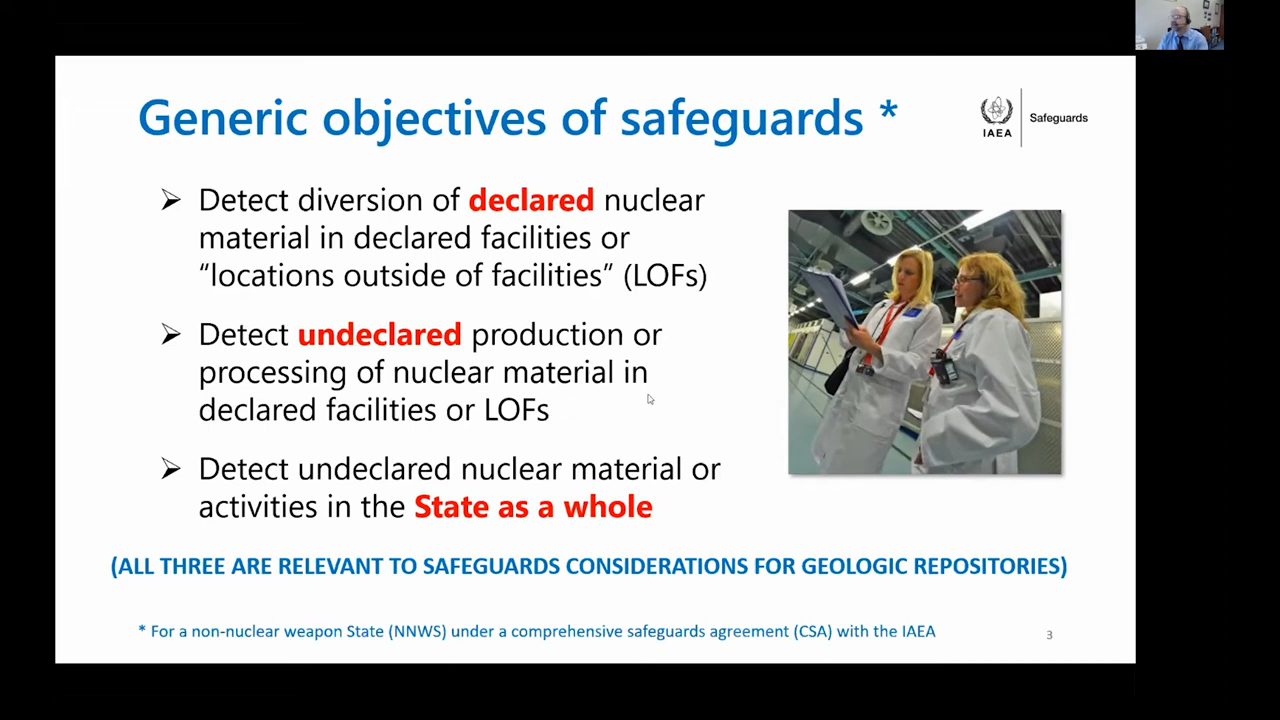 Generic objectives of safeguards *
IAEA
Safeguards
➢ Detect diversion of declared nuclear
material in declared facilities or
“locations outside of facilities” (LOFs)
➢ Detect undeclared production or
processing of nuclear material in
declared facilities or LOFs
➢ Detect undeclared nuclear material or
activities in the State as a whole
(ALL THREE ARE RELEVANT TO SAFEGUARDS CONSIDERATIONS FOR GEOLOGIC REPOSITORIES)
* For a non-nuclear weapon State (NNWS) under a comprehensive safeguards agreement (CSA) with the IAEA
3